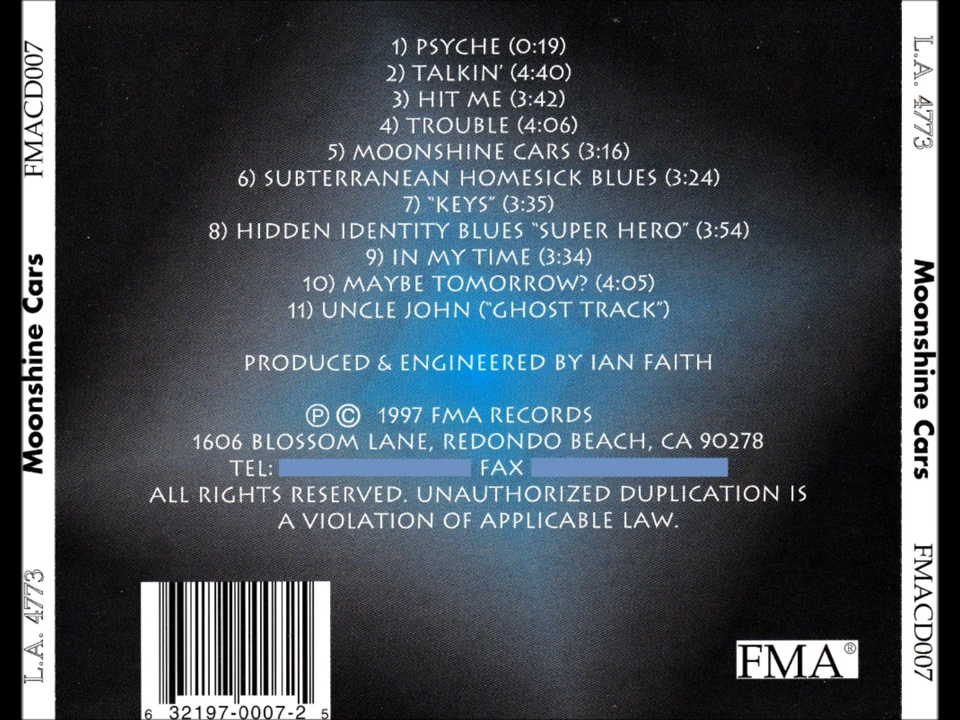 1) PSYCHE (0:19)
2) TALKIN' (4:40)
3) HIT ME (3:42)
4) TROUBLE (4:06)
5) MOONSHINE CARS (3:16)
6) SUBTERRANEAN HOMESICK BLUES (3:24)
7) "KEYS" (3:35)
8) HIDDEN IDENTITY BLUES "SUPER HERO" (3:54)
9) IN MY TIME (3:34)
10) MAYBE TOMORROW? (4:05)
11) UNCLE JOHN ("GHOST TRACK")
PRODUCED & ENGINEERED BY IAN FAITH
℗ © 1997 FMA RECORDS
1606 BLOSSOM LANE, REDONDO BEACH, CA 90278
TEL: FAX
ALL RIGHTS RESERVED. UNAUTHORIZED DUPLICATION IS
A VIOLATION OF APPLICABLE LAW.
6 32197-0007-2 5
FMA®
L.A. 4773 Moonshine Cars FMACD007
L.A. 4773 Moonshine Cars FMACD007